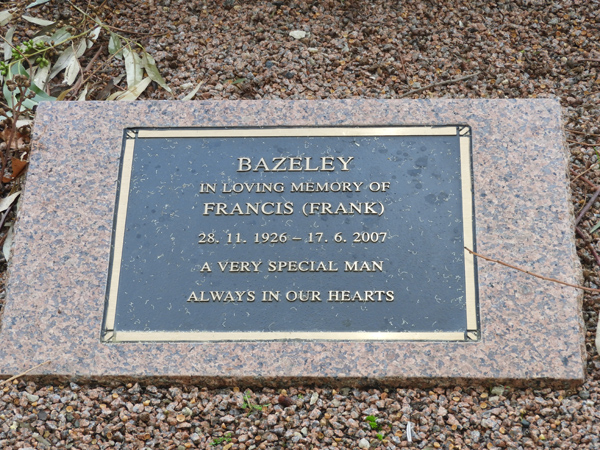 BAZELEY
IN LOVING MEMORY OF
FRANCIS (FRANK)
28. 11. 1926 – 17. 6. 2007
A VERY SPECIAL MAN
ALWAYS IN OUR HEARTS